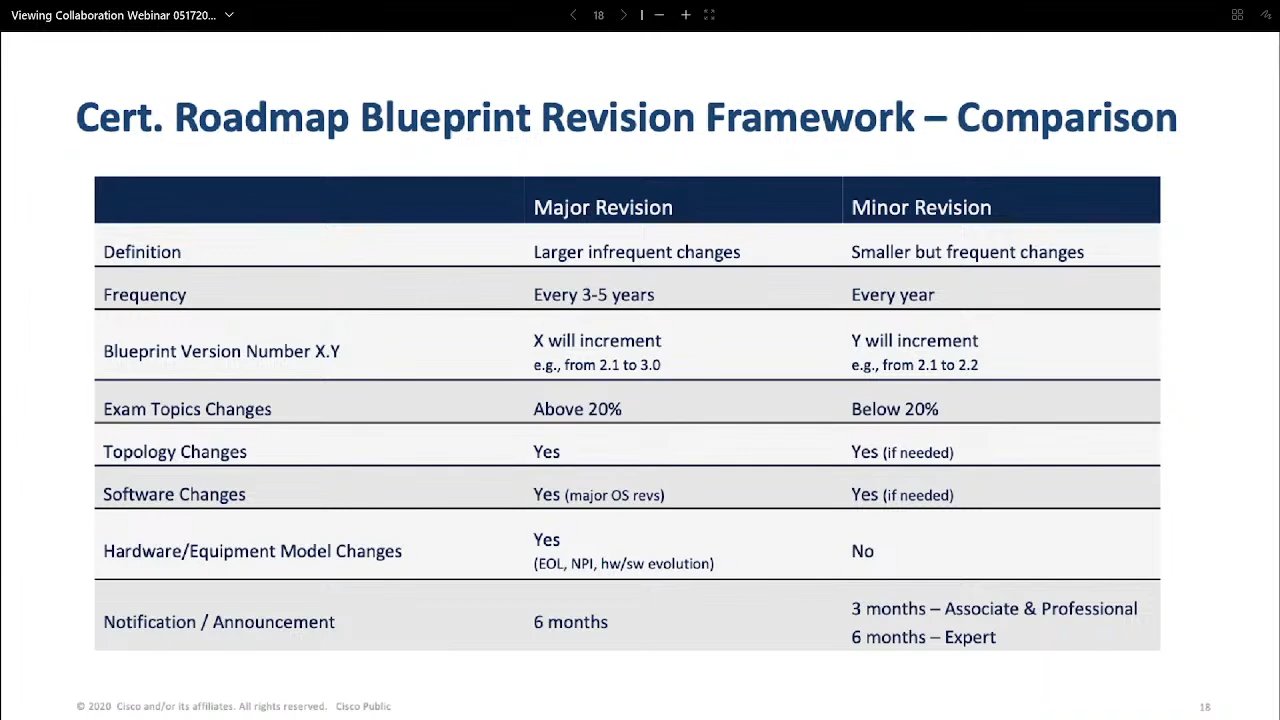 Viewing Collaboration Webinar 051720...
18
Cert. Roadmap Blueprint Revision Framework – Comparison
Major Revision Minor Revision
Definition Larger infrequent changes Smaller but frequent changes
Frequency Every 3-5 years Every year
Blueprint Version Number X.Y X will increment Y will increment
e.g., from 2.1 to 3.0 e.g., from 2.1 to 2.2
Exam Topics Changes Above 20% Below 20%
Topology Changes Yes Yes (if needed)
Software Changes Yes (major OS revs) Yes (if needed)
Hardware/Equipment Model Changes Yes No
(EOL, NPI, hw/sw evolution)
Notification / Announcement 6 months 3 months – Associate & Professional
6 months – Expert
© 2020 Cisco and/or its affiliates. All rights reserved. Cisco Public
18